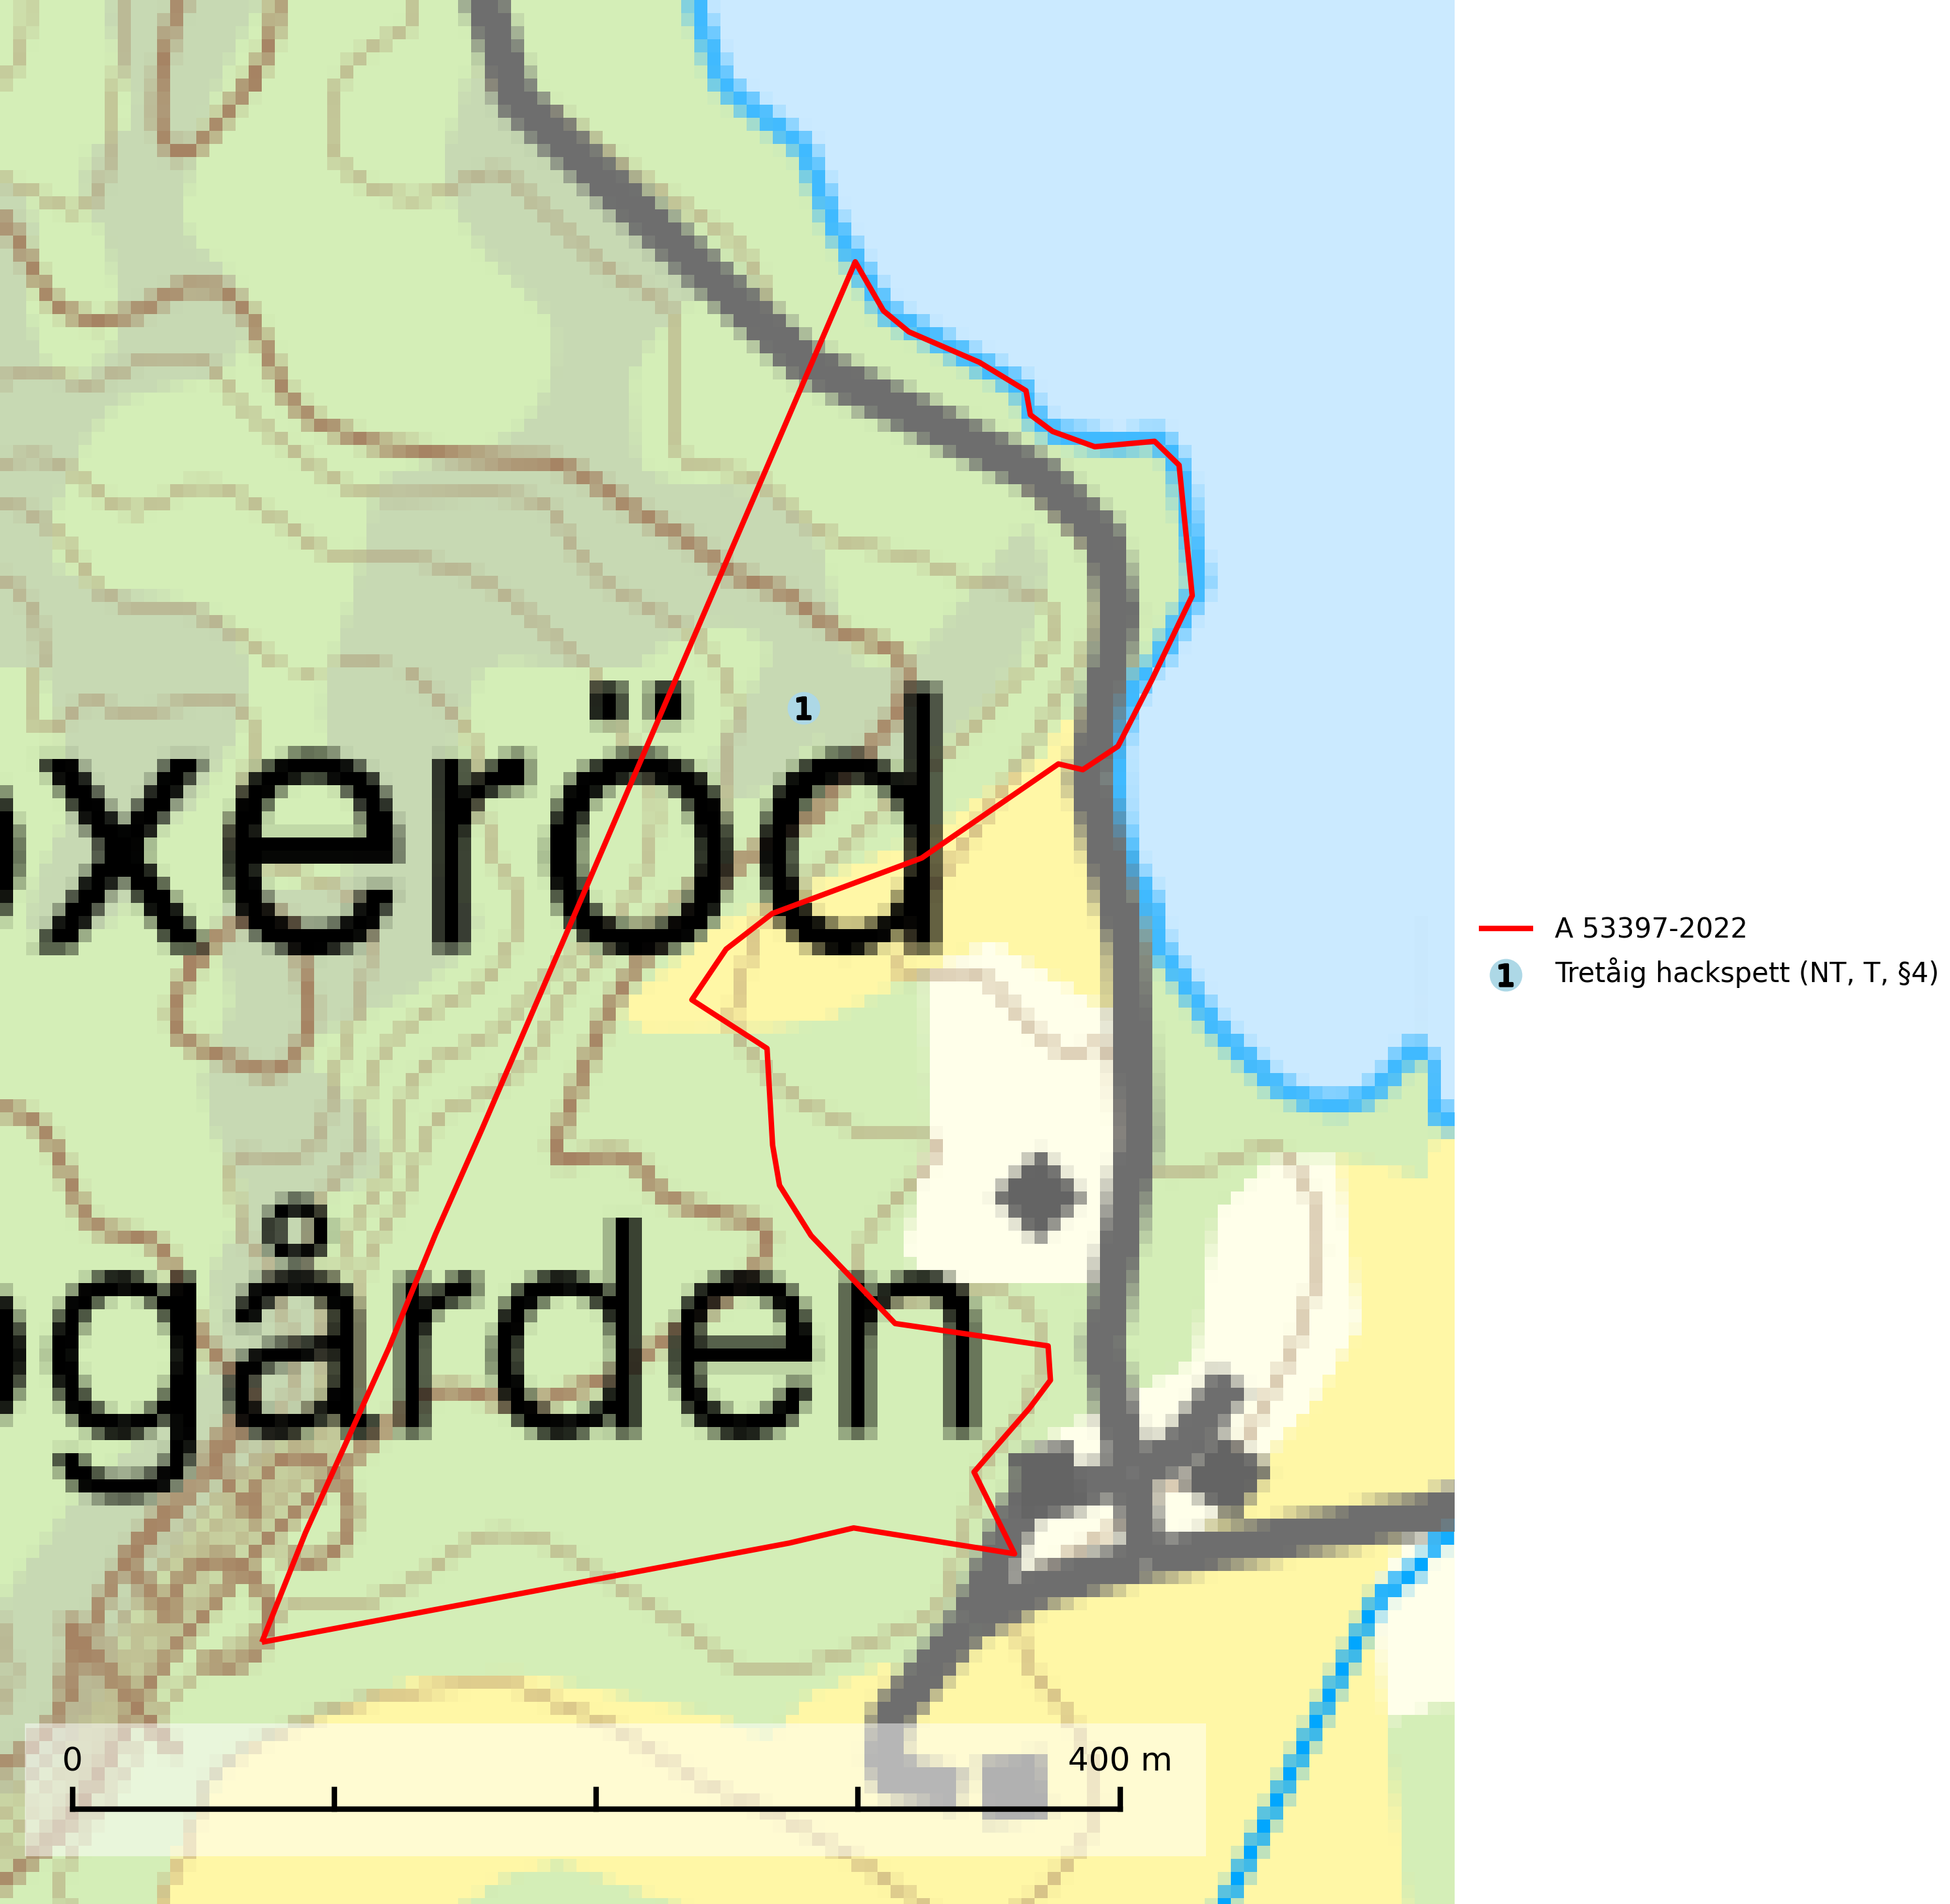 1
xeröd
gården
0 400 m
A 53397-2022
1 Tretåig hackspett (NT, T, §4)